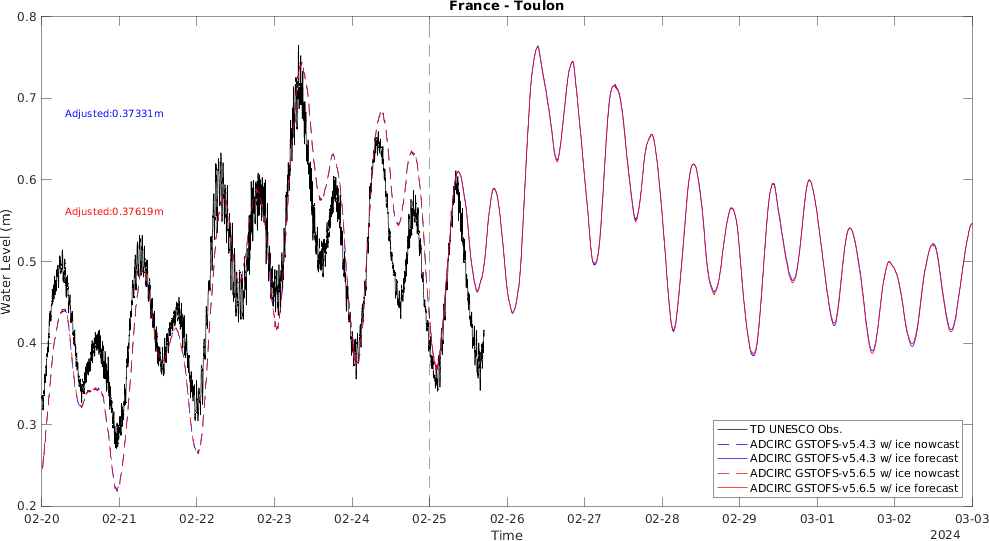 France - Toulon
0.8
0.7
0.6
0.5
0.4
0.3
0.2
Water Level (m)
Adjusted:0.37331m
Adjusted:0.37619m
TD UNESCO Obs.
ADCIRC GSTOFS-v5.4.3 w/ ice nowcast
ADCIRC GSTOFS-v5.4.3 w/ ice forecast
ADCIRC GSTOFS-v5.6.5 w/ ice nowcast
ADCIRC GSTOFS-v5.6.5 w/ ice forecast
02-20 02-21 02-22 02-23 02-24 02-25 02-26 02-27 02-28 02-29 03-01 03-02 03-03
Time
2024